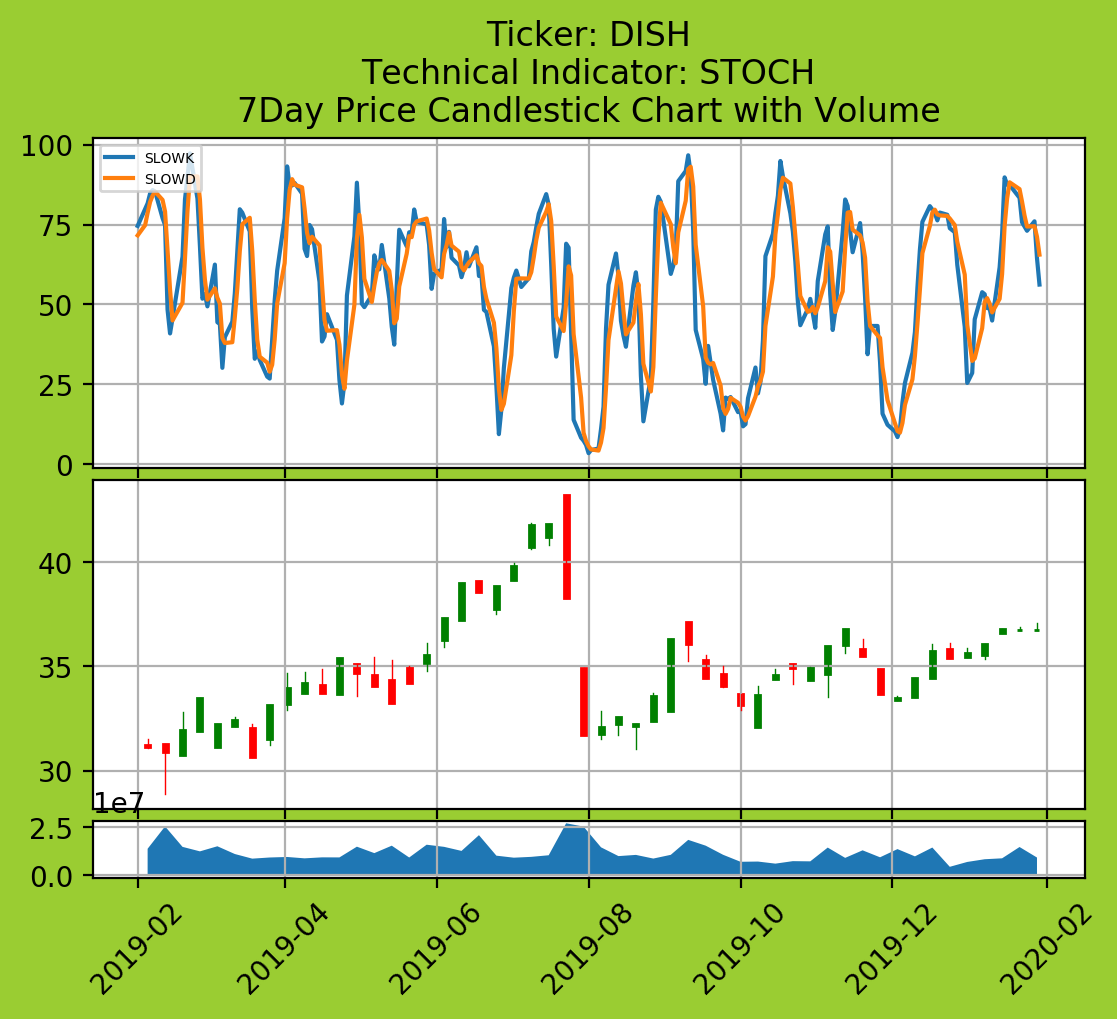 Ticker: DISH
Technical Indicator: STOCH
7Day Price Candlestick Chart with Volume
100
75
50
25
0
SLOWK
SLOWD
40
35
30
1e7
2.5
0.0
2019-02
2019-04
2019-06
2019-08
2019-10
2019-12
2020-02